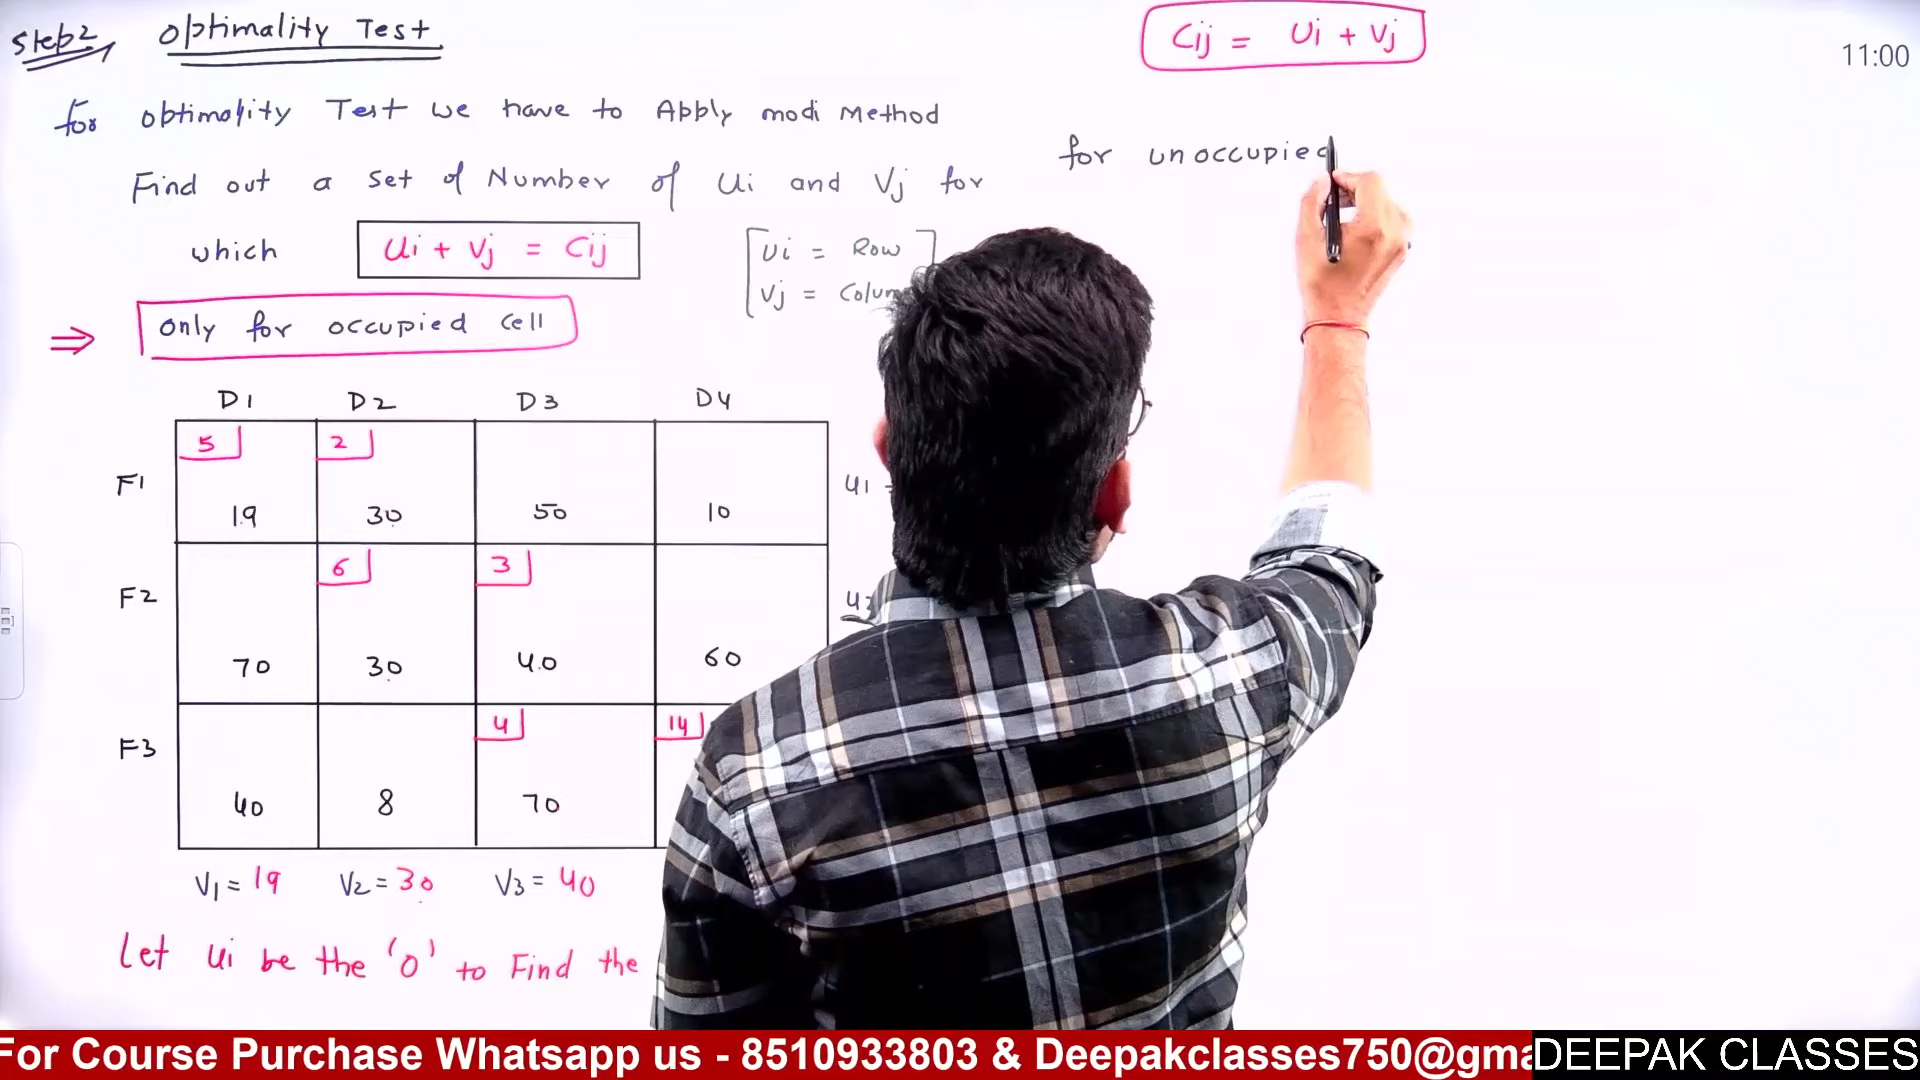 Step2 Optimality Test
Cij = Ui + Vj
11:00
For optimality Test we have to Apply modi Method
for unoccupied
Find out a set of Number of Ui and Vj for
which Ui + Vj = Cij
Ui = Row
Vj = Colum
⇒ only for occupied cell
D1 D2 D3 D4
5 2
F1 19 30 50 10 U1 =
6 3
F2 70 30 40 60
4 14
F3 40 8 70
V1 = 19 V2 = 30 V3 = 40
Let Ui be the '0' to Find the
For Course Purchase Whatsapp us - 8510933803 & Deepakclasses750@gma
DEEPAK CLASSES